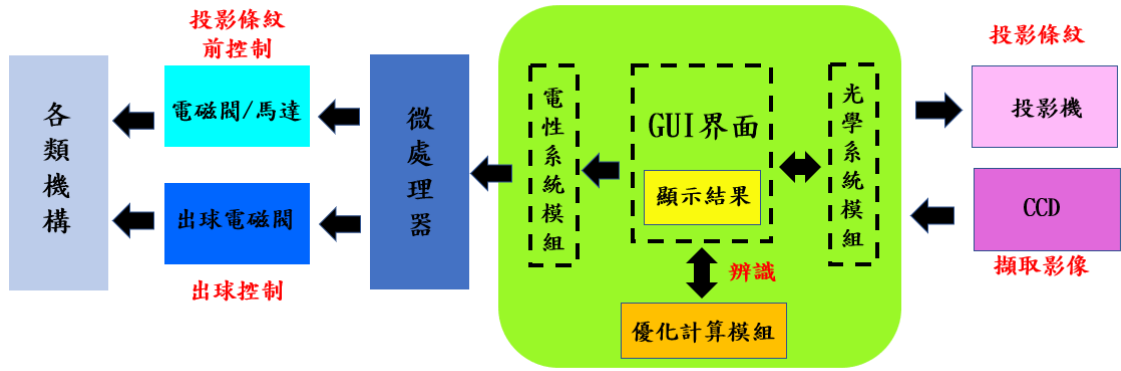 投影條紋
前控制
各類機構
電磁閥/馬達
出球電磁閥
出球控制
微處理器
電性系統模組
GUI界面
顯示結果
辨識
優化計算模組
光學系統模組
投影條紋
投影機
CCD
擷取影像